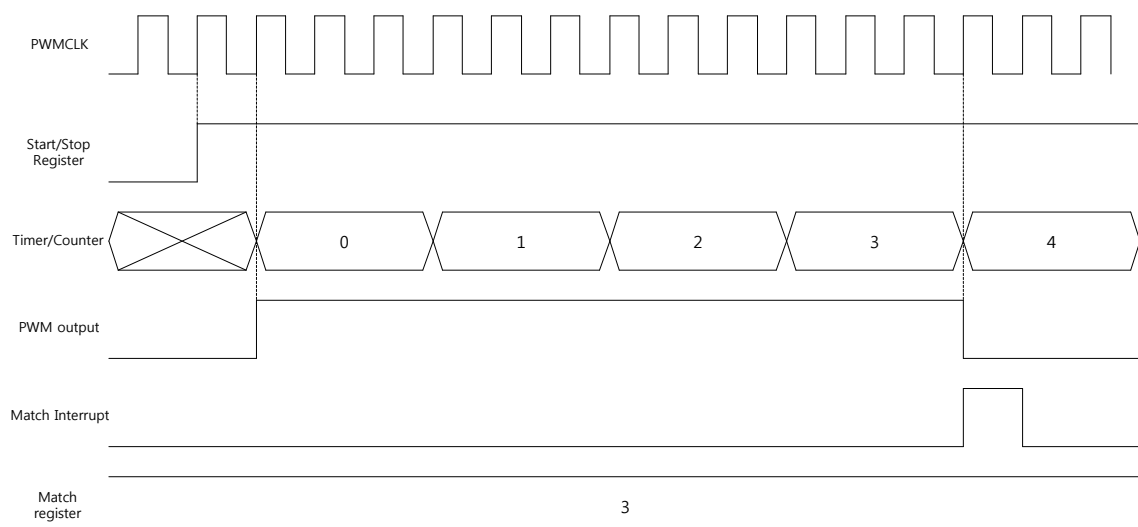 PWMCLK
Start/Stop
Register
Timer/Counter
0 1 2 3 4
PWM output
Match Interrupt
Match
register
3